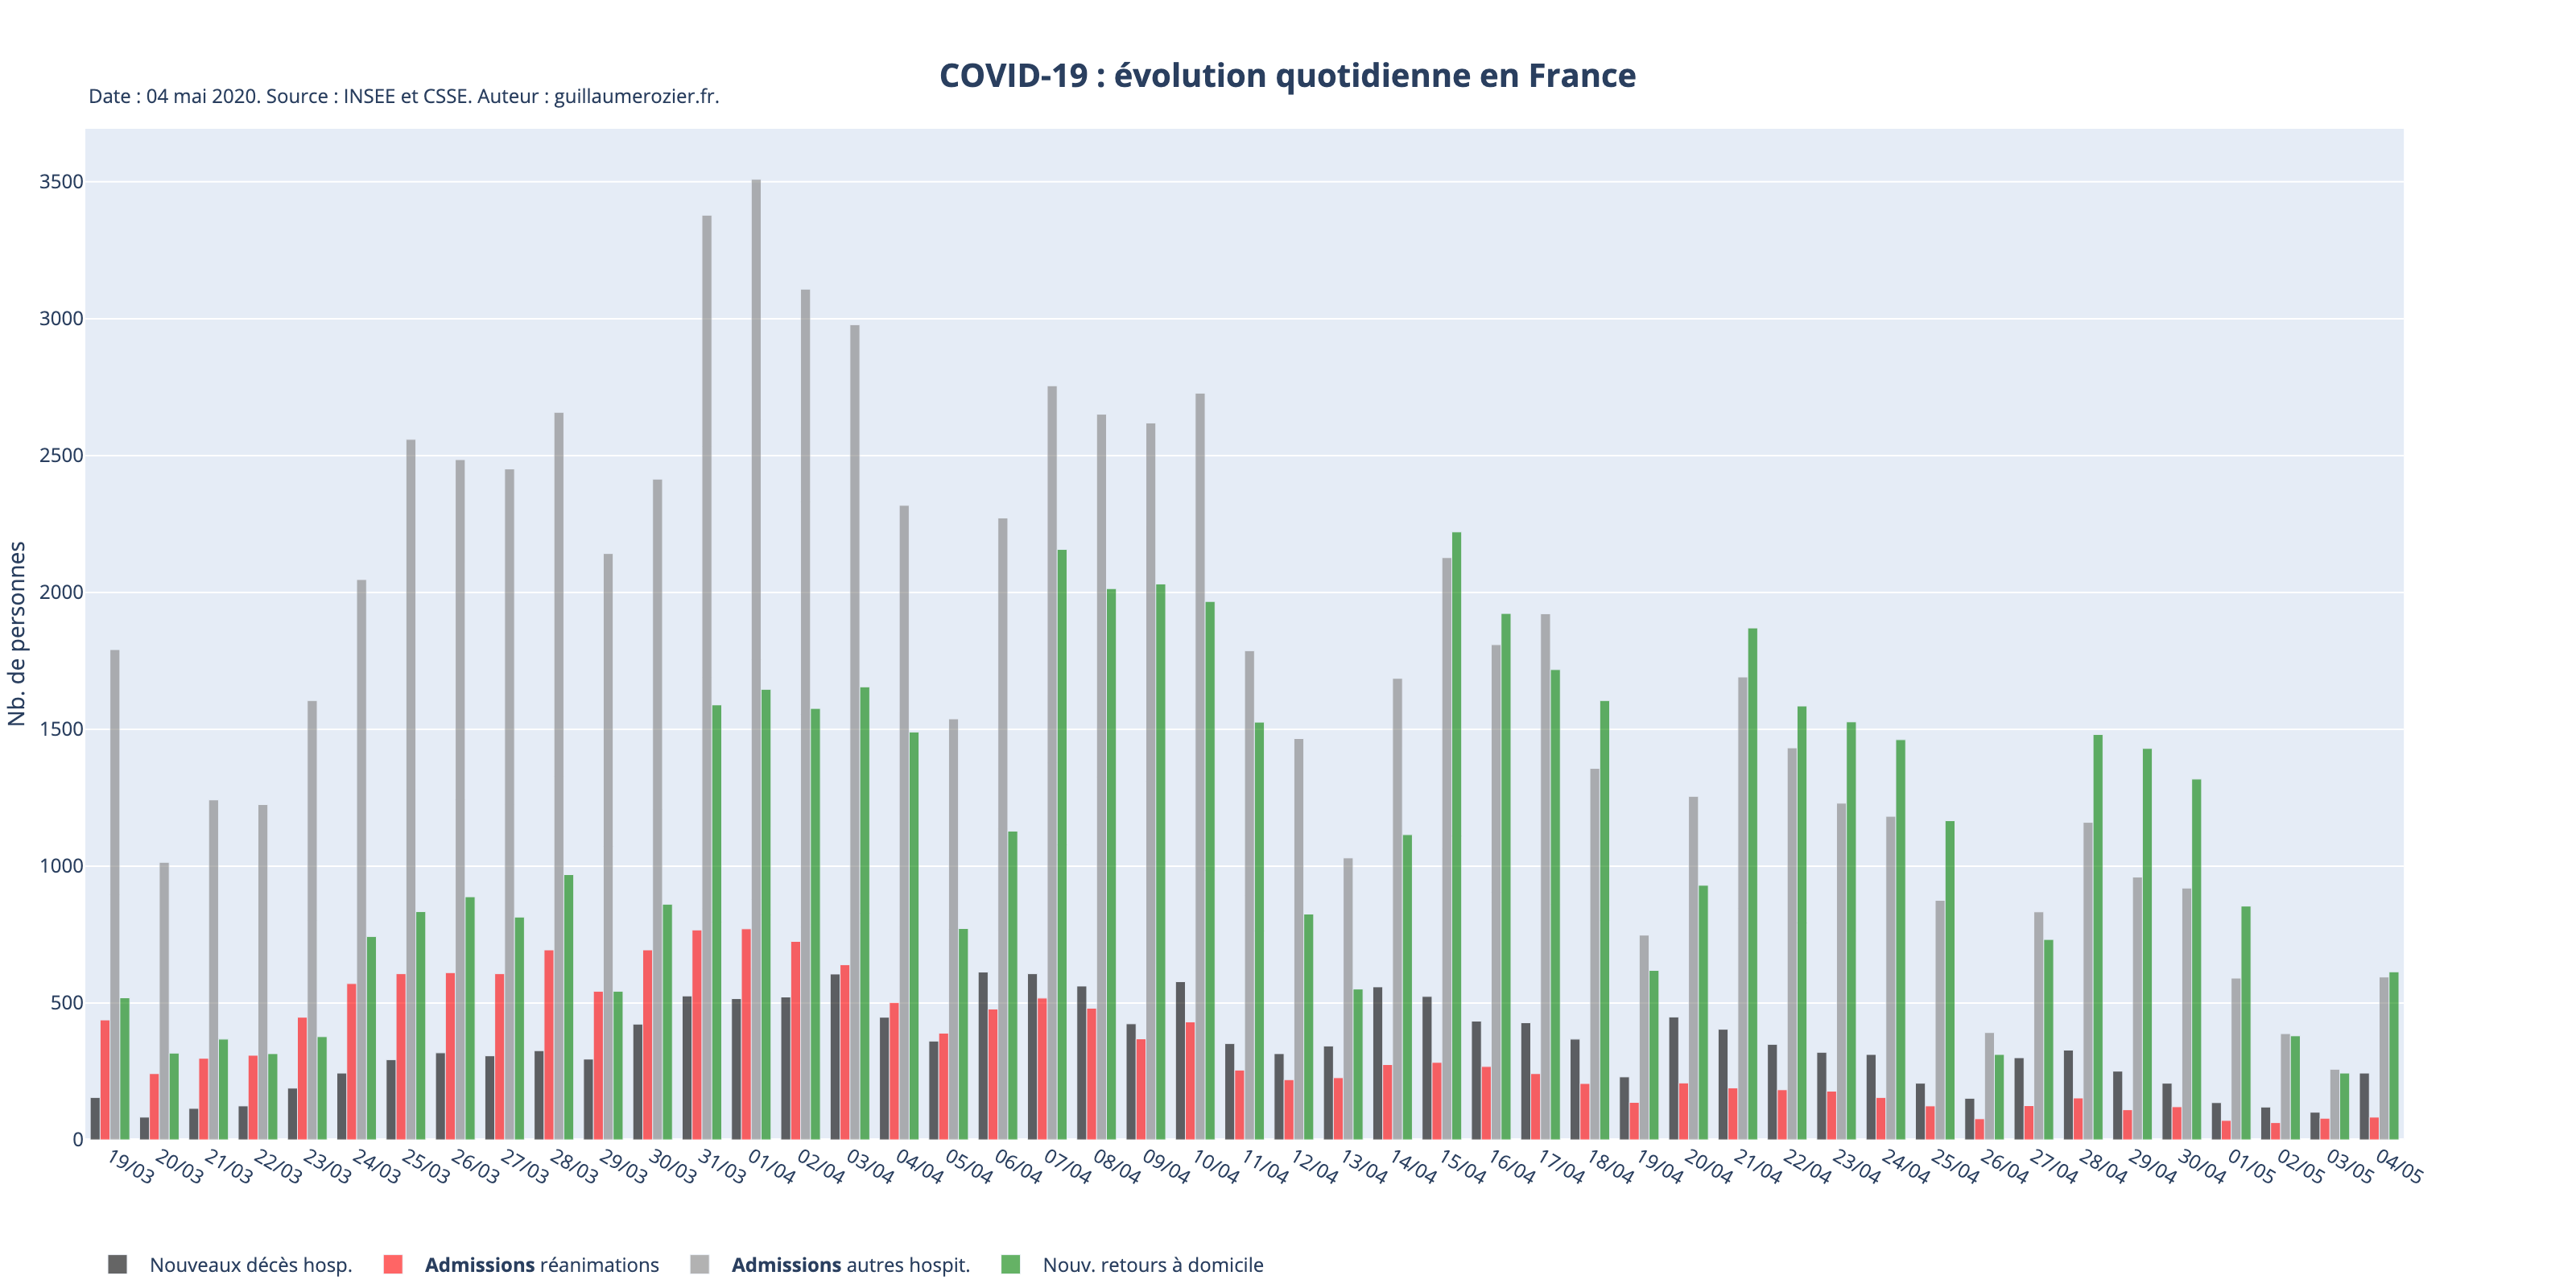 COVID-19 : évolution quotidienne en France
Date : 04 mai 2020. Source : INSEE et CSSE. Auteur : guillaumerozier.fr.
Nb. de personnes
3500
3000
2500
2000
1500
1000
500
0
19/03 20/03 21/03 22/03 23/03 24/03 25/03 26/03 27/03 28/03 29/03 30/03 31/03 01/04 02/04 03/04 04/04 05/04 06/04 07/04 08/04 09/04 10/04 11/04 12/04 13/04 14/04 15/04 16/04 17/04 18/04 19/04 20/04 21/04 22/04 23/04 24/04 25/04 26/04 27/04 28/04 29/04 30/04 01/05 02/05 03/05 04/05
Nouveaux décès hosp. Admissions réanimations Admissions autres hospit. Nouv. retours à domicile